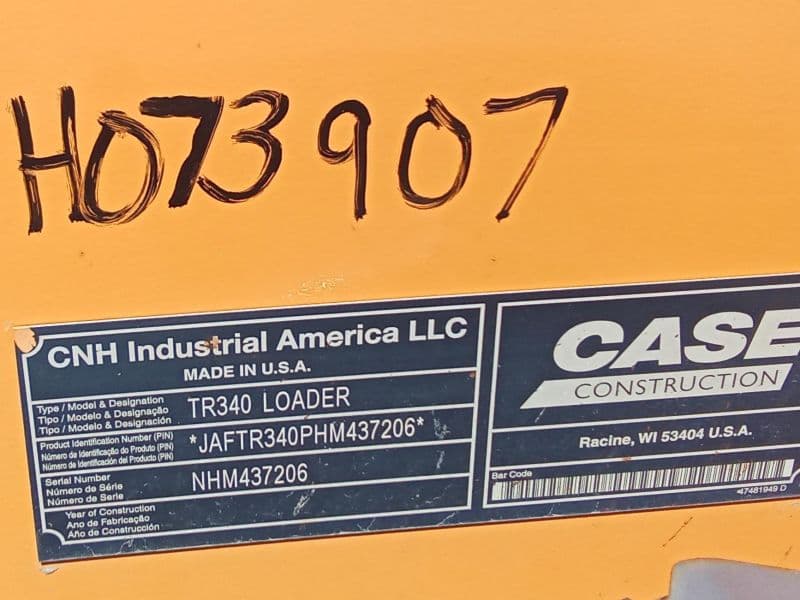 H073907
CNH Industrial America LLC
MADE IN U.S.A.
Type / Model & Designation
Tipo / Modelo & Designação
Tipo / Modelo & Designación
TR340 LOADER
Product Identification Number (PIN)
Número de Identificação do Produto (PIN)
Número de Identificación del Producto (PIN)
*JAFTR340PHM437206*
Serial Number
Número de Série
Número de Serie
NHM437206
Year of Construction
Ano de Fabricação
Año de Construcción
CASE
CONSTRUCTION
Racine, WI 53404 U.S.A.
Bar Code
47481949 D